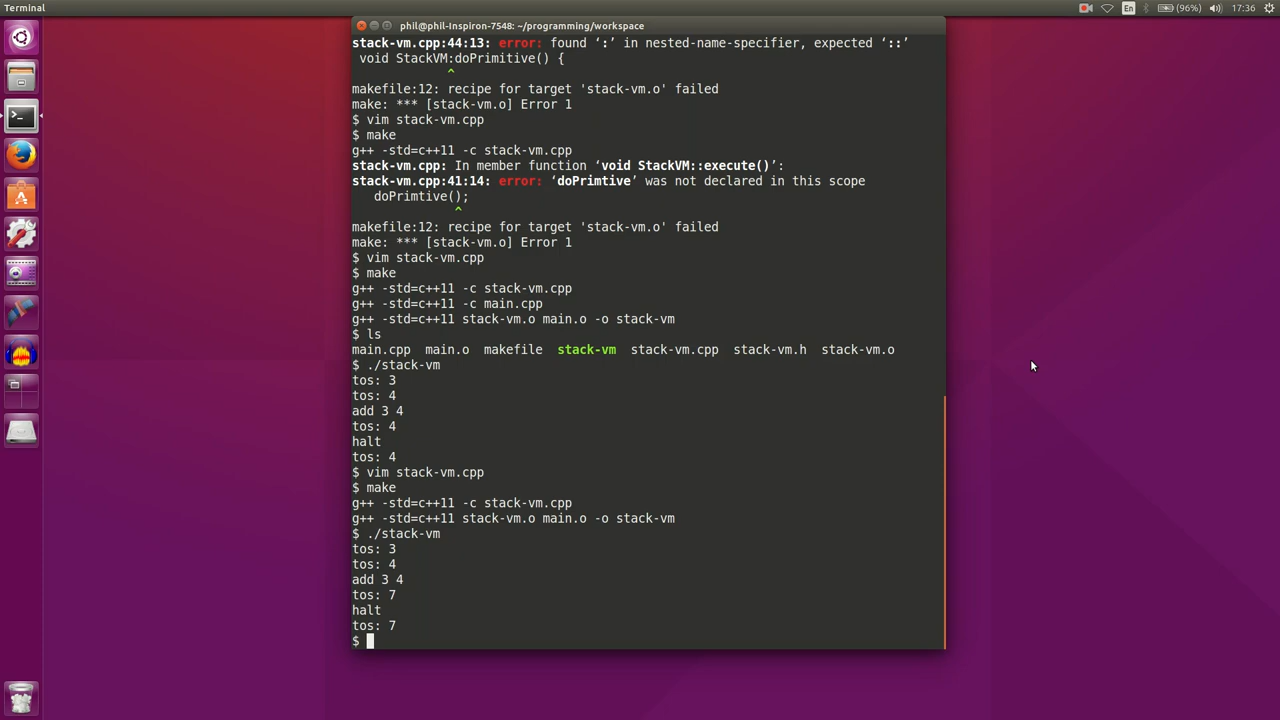 Terminal
En
(96%)
17:36
phil@phil-Inspiron-7548: ~/programming/workspace
stack-vm.cpp:44:13: error: found ‘:’ in nested-name-specifier, expected ‘::’
void StackVM:doPrimitive() {
^
makefile:12: recipe for target 'stack-vm.o' failed
make: *** [stack-vm.o] Error 1
$ vim stack-vm.cpp
$ make
g++ -std=c++11 -c stack-vm.cpp
stack-vm.cpp: In member function ‘void StackVM::execute()’:
stack-vm.cpp:41:14: error: ‘doPrimtive’ was not declared in this scope
doPrimtive();
^
makefile:12: recipe for target 'stack-vm.o' failed
make: *** [stack-vm.o] Error 1
$ vim stack-vm.cpp
$ make
g++ -std=c++11 -c stack-vm.cpp
g++ -std=c++11 -c main.cpp
g++ -std=c++11 stack-vm.o main.o -o stack-vm
$ ls
main.cpp  main.o  makefile  stack-vm  stack-vm.cpp  stack-vm.h  stack-vm.o
$ ./stack-vm
tos: 3
tos: 4
add 3 4
tos: 4
halt
tos: 4
$ vim stack-vm.cpp
$ make
g++ -std=c++11 -c stack-vm.cpp
g++ -std=c++11 stack-vm.o main.o -o stack-vm
$ ./stack-vm
tos: 3
tos: 4
add 3 4
tos: 7
halt
tos: 7
$